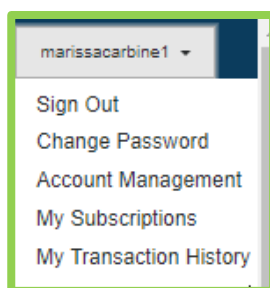 marissacarbine1
Sign Out
Change Password
Account Management
My Subscriptions
My Transaction History